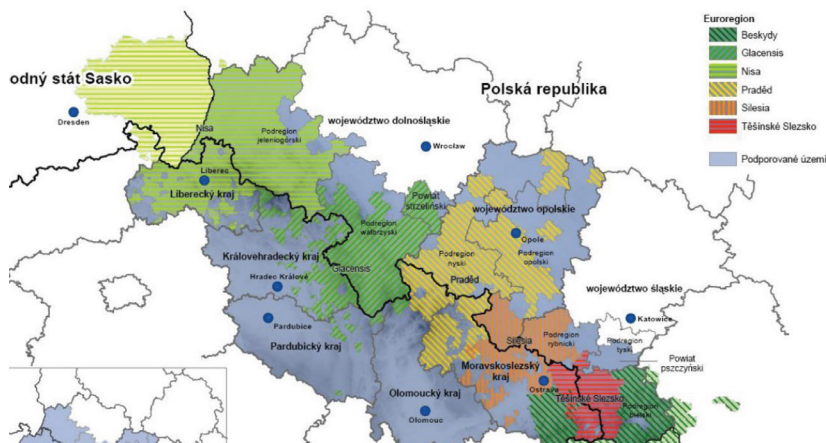 Euroregion
Beskydy
Glacensis
Nisa
Praděd
Silesia
Těšínské Slezsko
Podporované území
odný stát Sasko
Dresden
Polská republika
województwo dolnośląskie
Wrocław
Nisa
Podregion
jeleniogórski
Liberec
Liberecký kraj
Powiat
strzeliński
Podregion
wałbrzyski
województwo opolskie
Opole
Podregion
nyski
Podregion
opolski
Královehradecký kraj
Glacensis
Praděd
Hradec Králové
województwo śląskie
Pardubice
Katowice
Pardubický kraj
Silesia
Podregion
rybnicki
Podregion
tyski
Powiat
pszczyński
Moravskoslezský
kraj
Ostrava
Těšínské Slezsko
Olomoucký kraj
Olomouc
Podregion
bielski